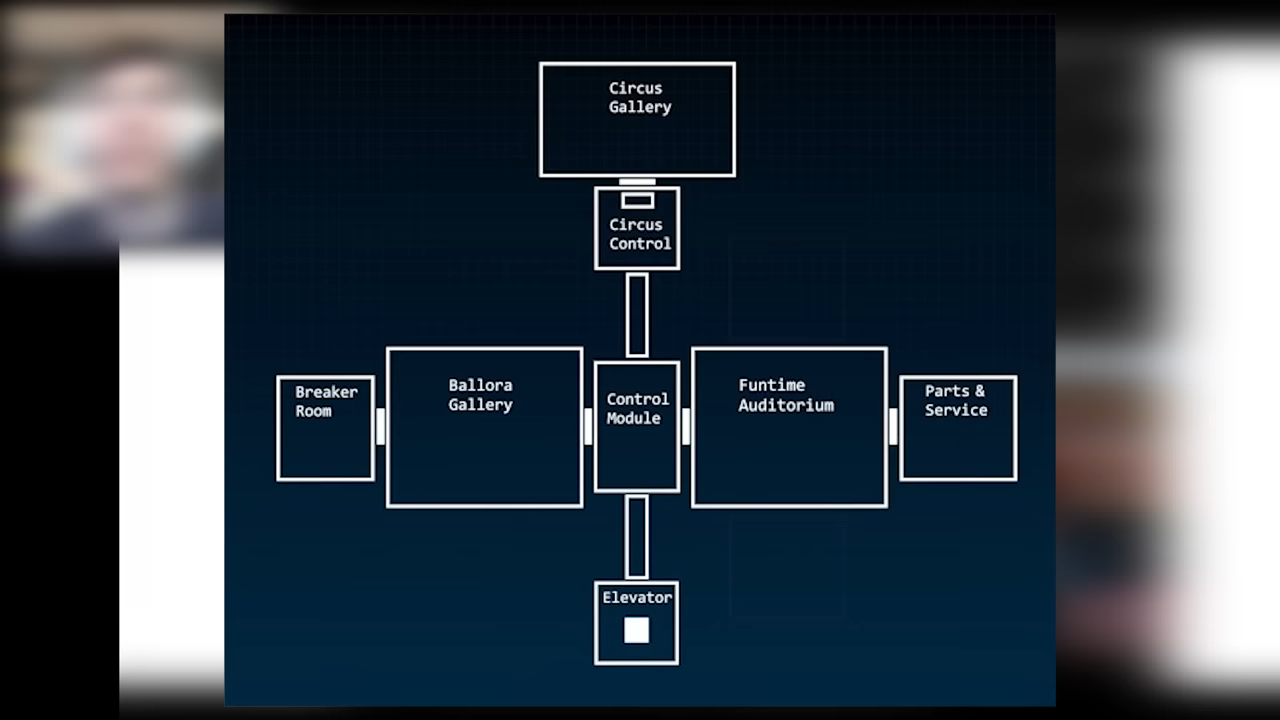 Circus
Gallery
Circus
Control
Breaker
Room
Ballora
Gallery
Control
Module
Funtime
Auditorium
Parts &
Service
Elevator